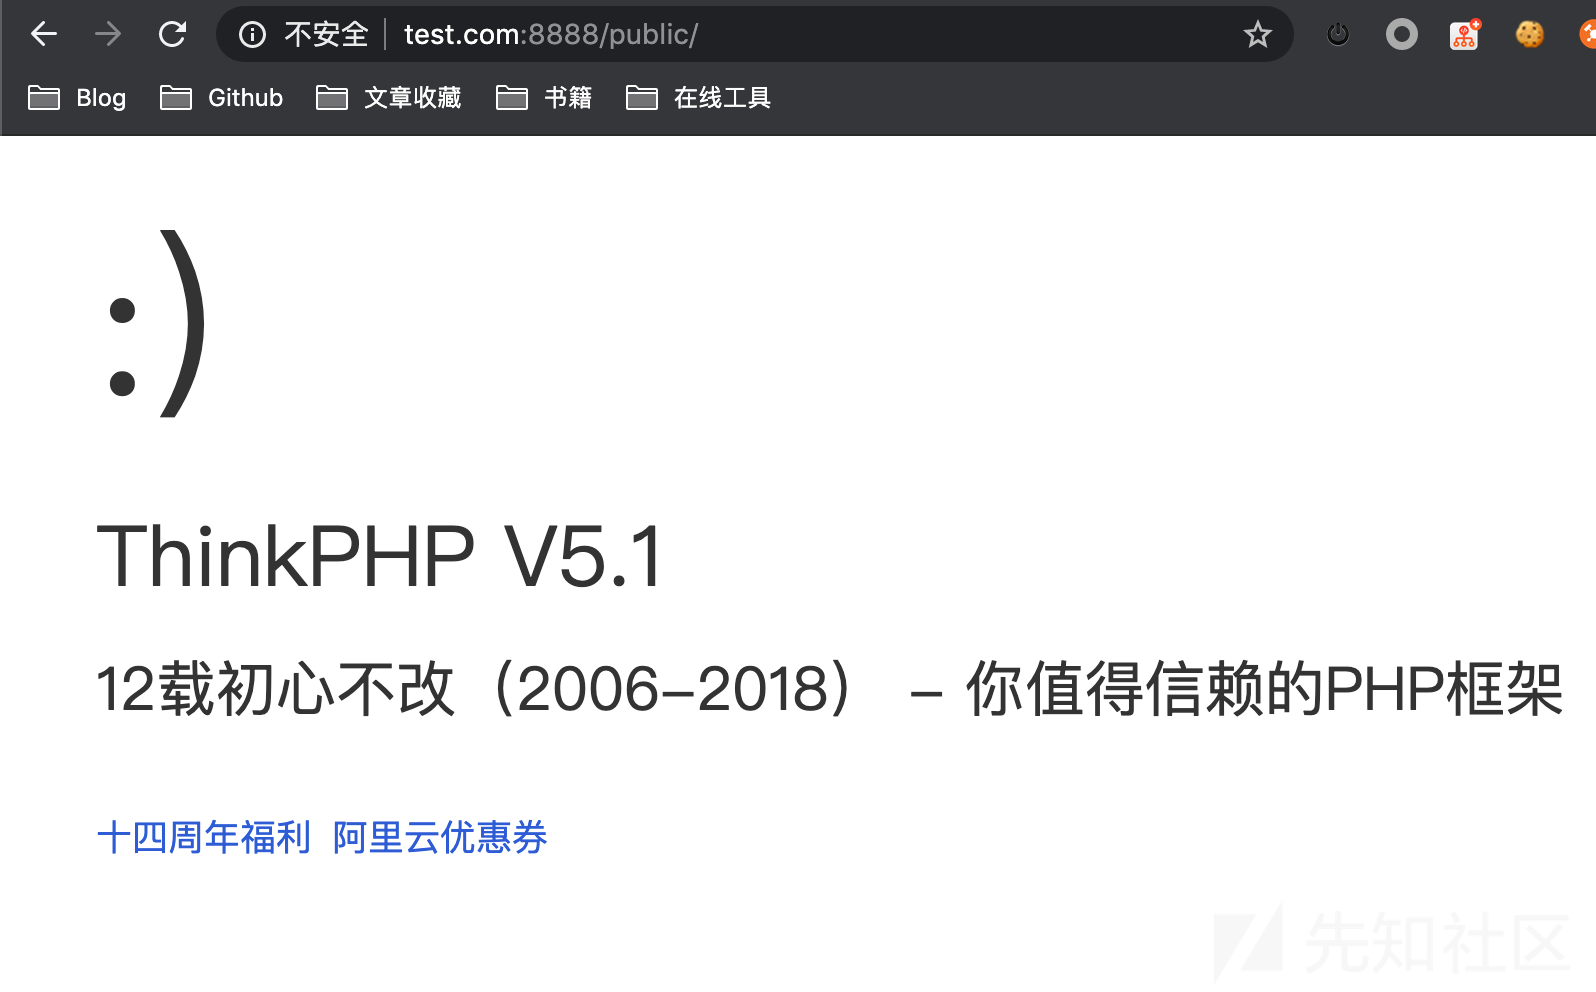 不安全 test.com:8888/public/
Blog Github 文章收藏 书籍 在线工具
:)
ThinkPHP V5.1
12载初心不改（2006-2018） - 你值得信赖的PHP框架
十四周年福利 阿里云优惠券
先知社区